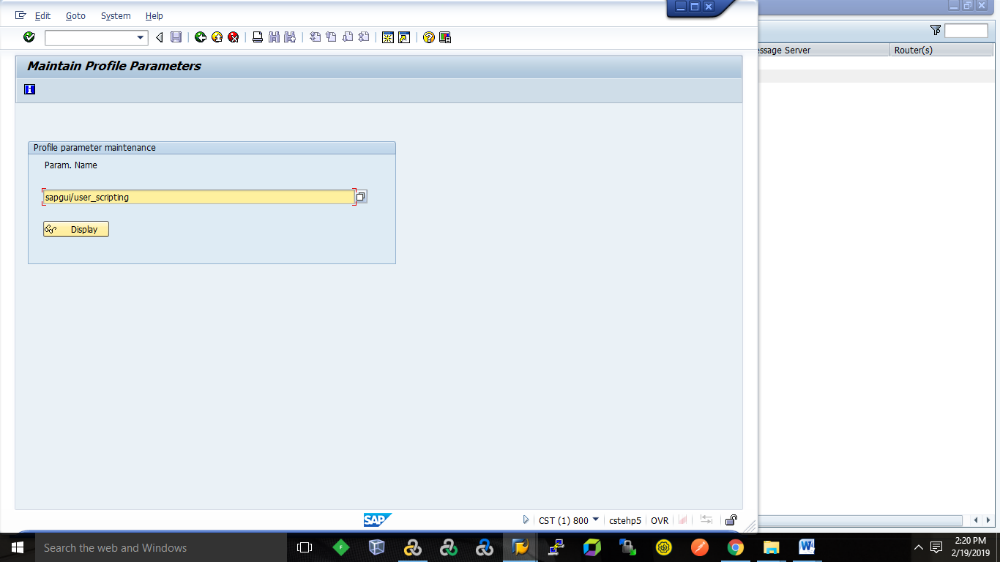 Edit Goto System Help
Maintain Profile Parameters
essage Server Router(s)
Profile parameter maintenance
Param. Name
sapgui/user_scripting
Display
SAP CST (1) 800 cstehp5 OVR
Search the web and Windows
2:20 PM
2/19/2019